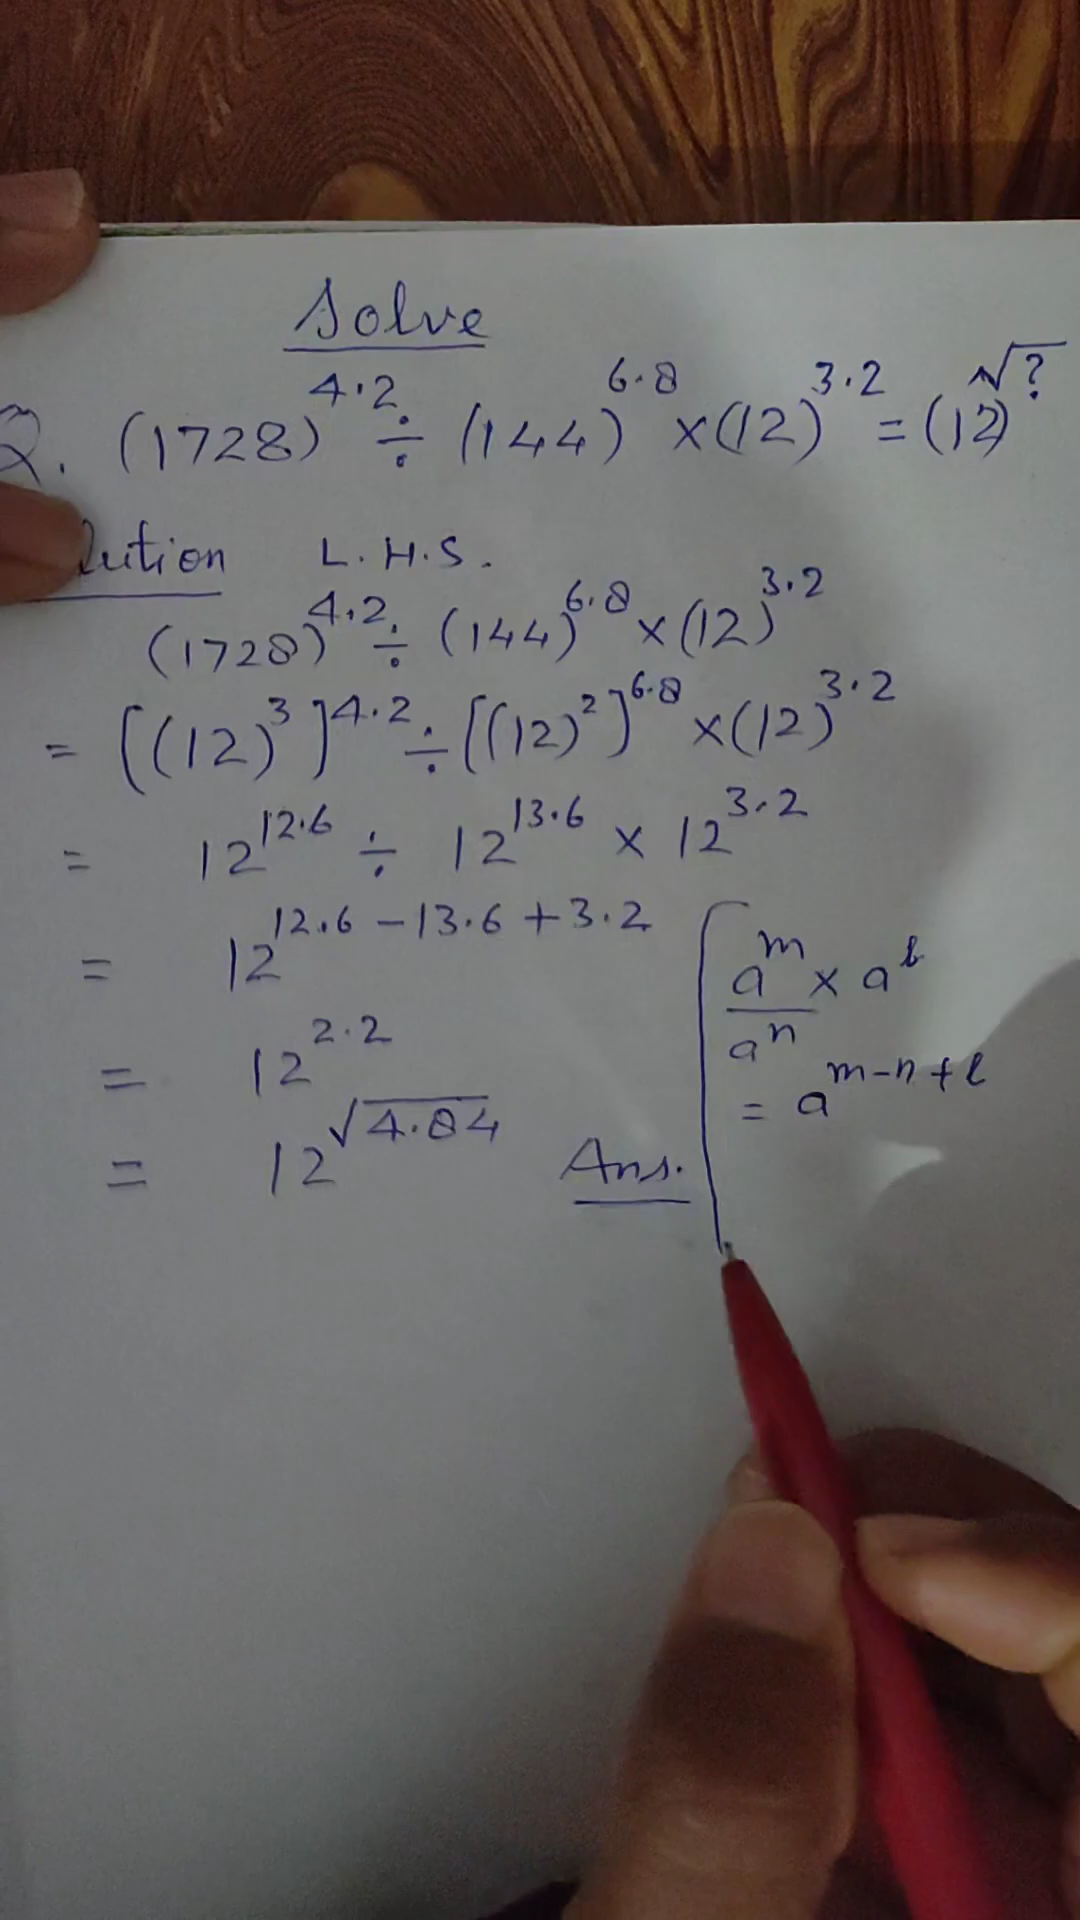 Solve
Q. (1728)^4.2 ÷ (144)^6.8 × (12)^3.2 = (12)^√?
lution L.H.S.
(1728)^4.2 ÷ (144)^6.8 × (12)^3.2
= [(12)^3]^4.2 ÷ [(12)^2]^6.8 × (12)^3.2
= 12^12.6 ÷ 12^13.6 × 12^3.2
= 12^12.6 - 13.6 + 3.2
= 12^2.2
= 12^√4.84 Ans.
a^m/a^n × a^l
= a^m-n+l